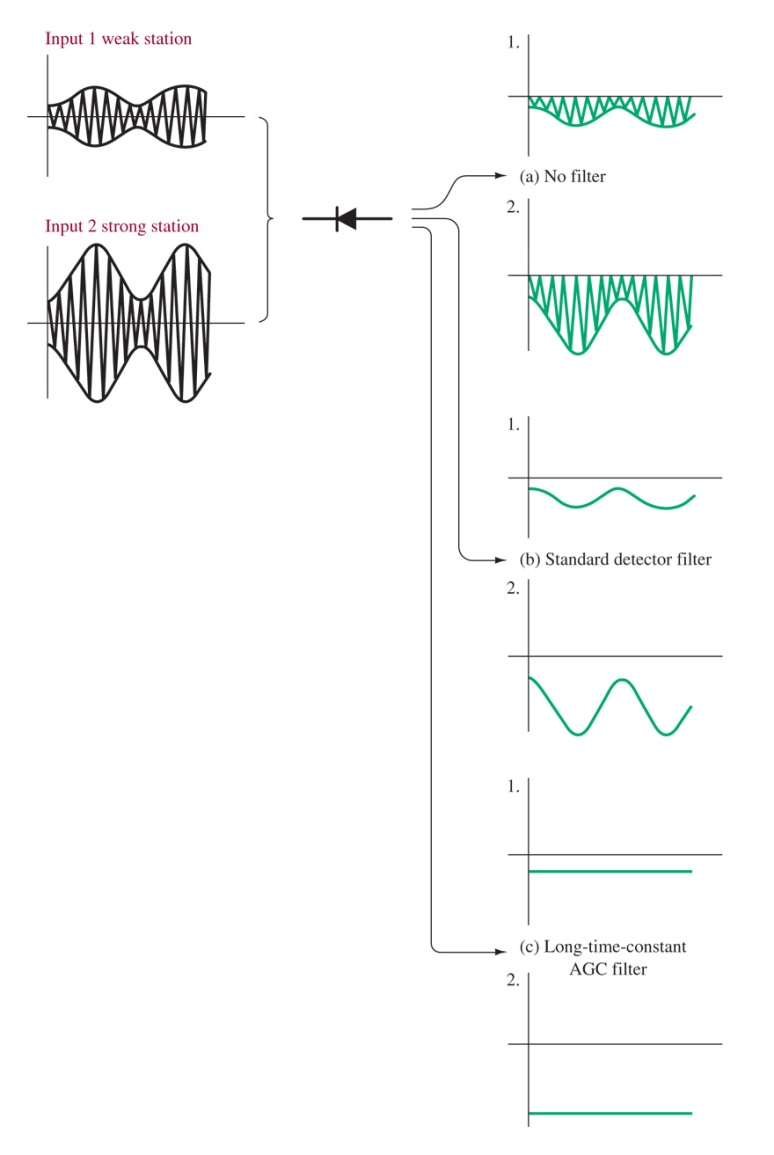 Input 1 weak station
Input 2 strong station
1.
(a) No filter
2.
1.
(b) Standard detector filter
2.
1.
(c) Long-time-constant
AGC filter
2.